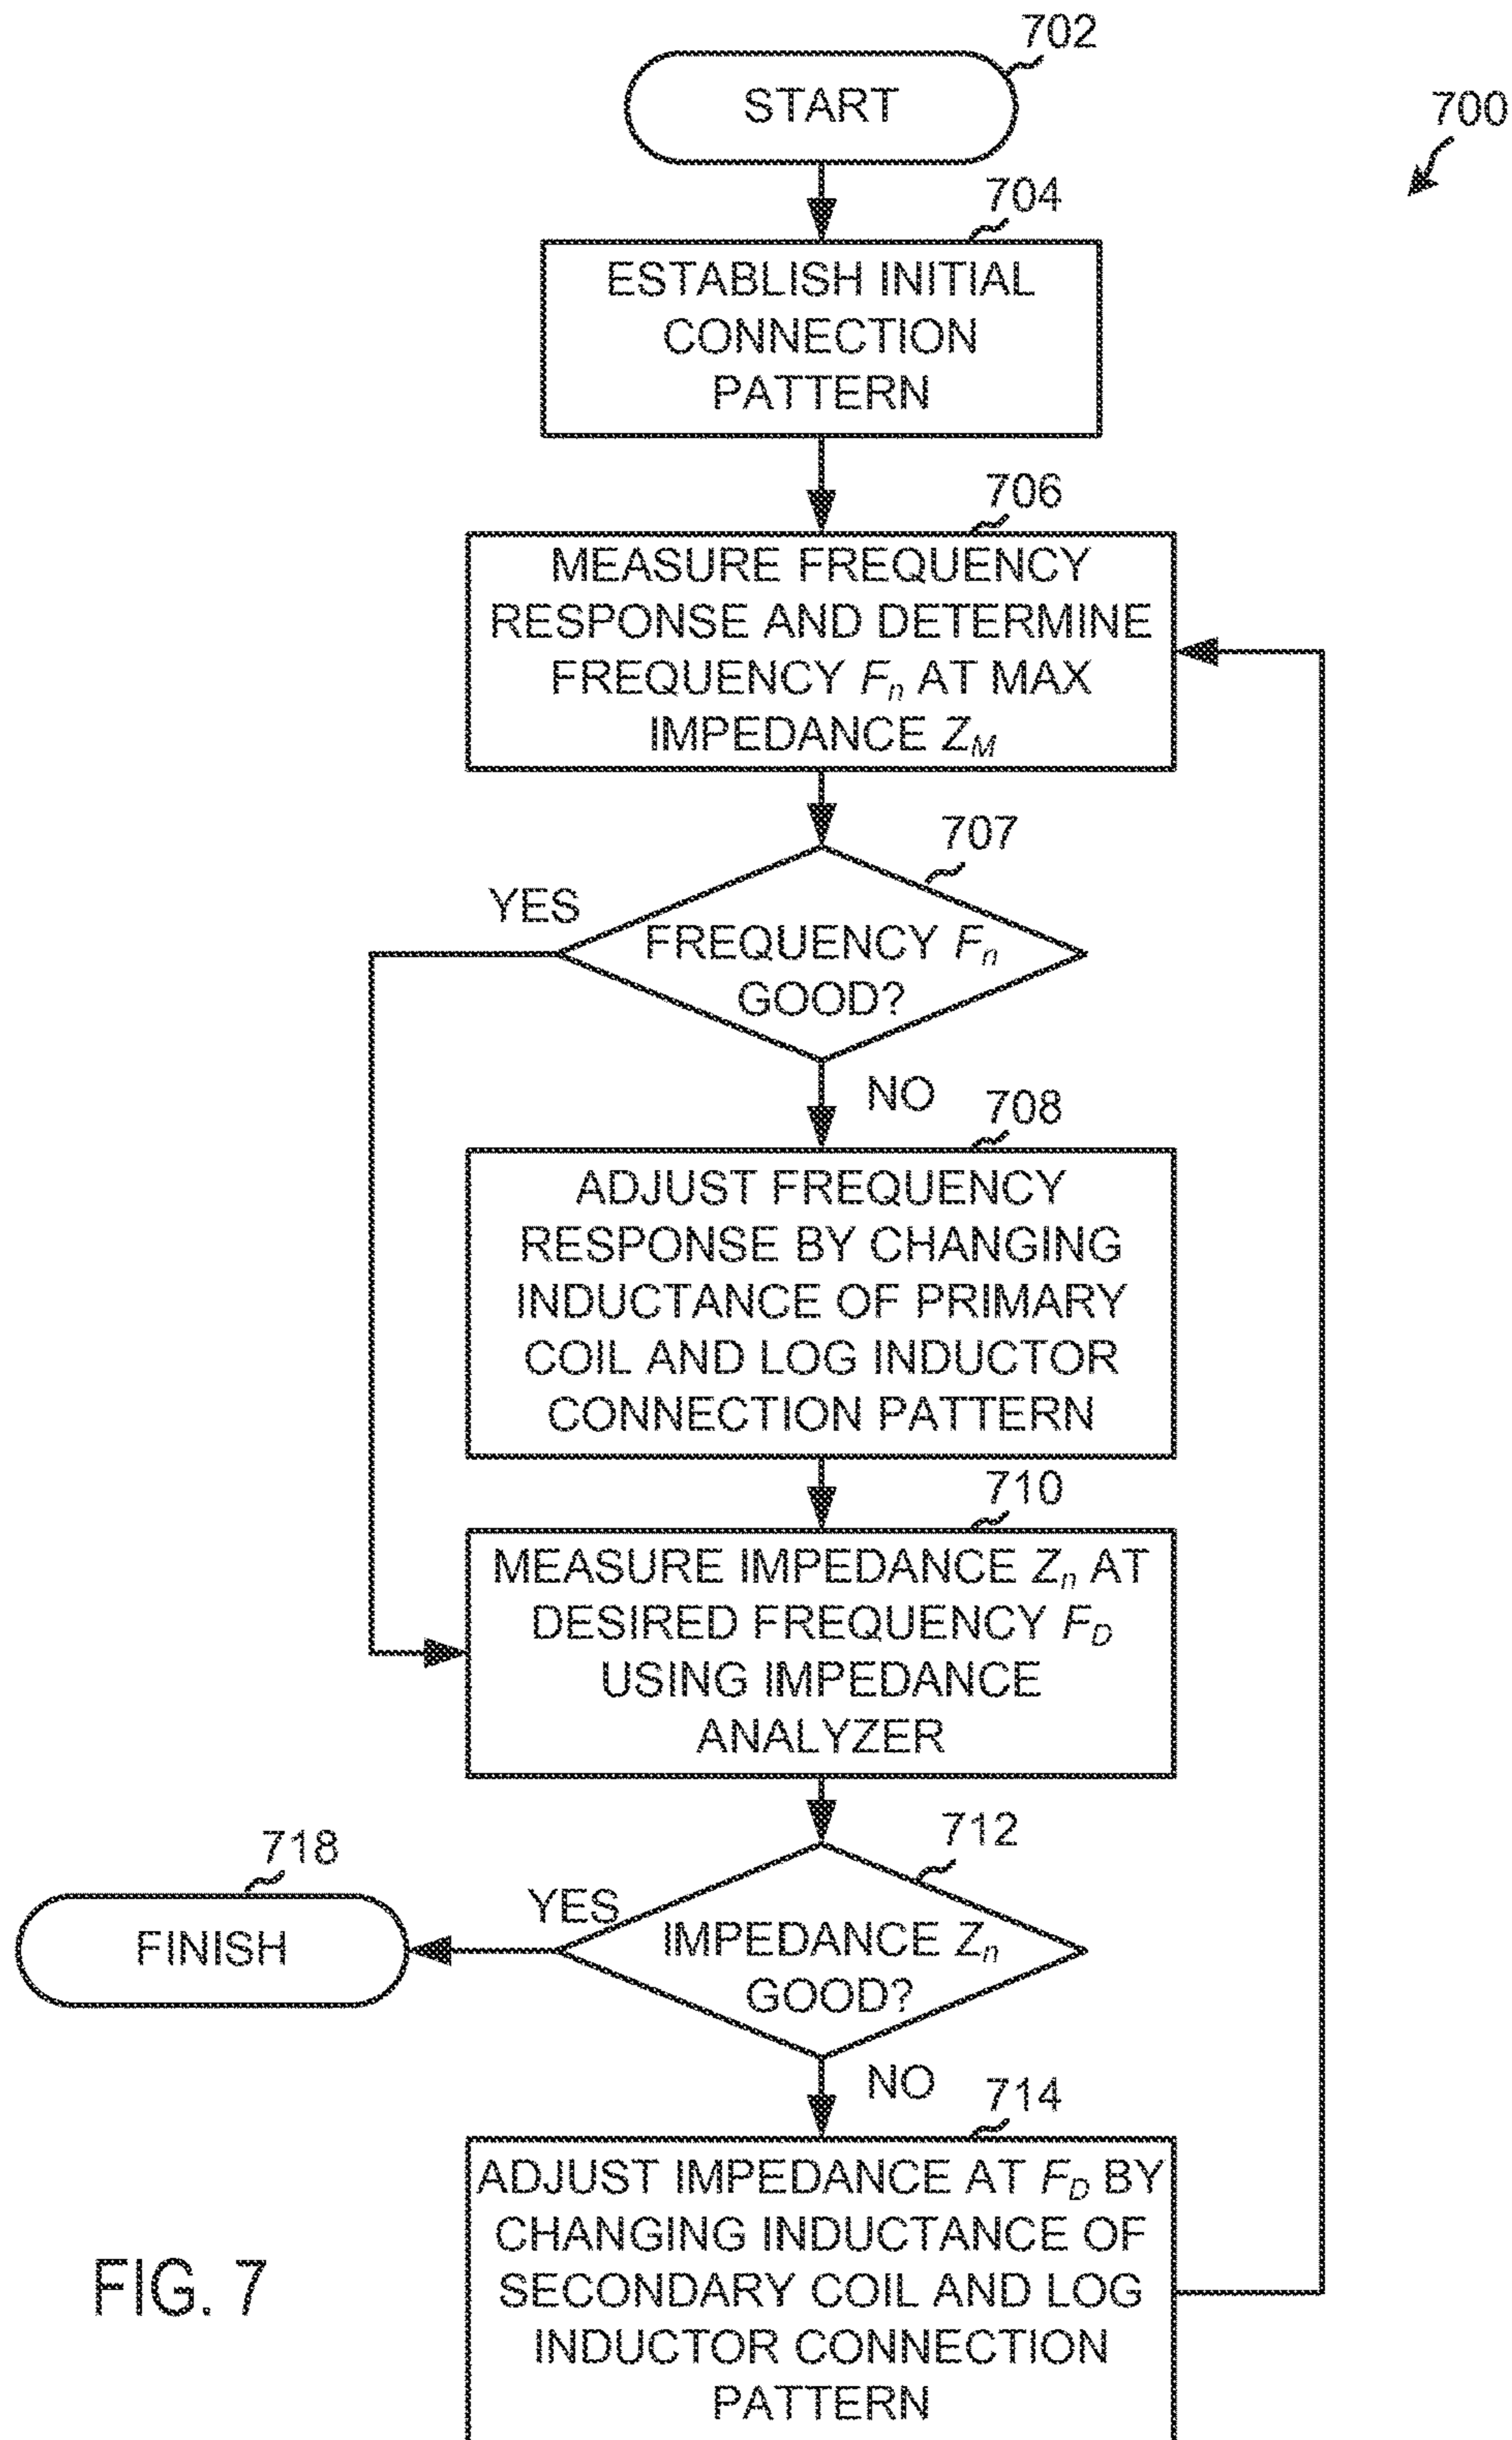 702
START
700
704
ESTABLISH INITIAL
CONNECTION
PATTERN
706
MEASURE FREQUENCY
RESPONSE AND DETERMINE
FREQUENCY Fn AT MAX
IMPEDANCE ZM
707
YES
FREQUENCY Fn
GOOD?
NO
708
ADJUST FREQUENCY
RESPONSE BY CHANGING
INDUCTANCE OF PRIMARY
COIL AND LOG INDUCTOR
CONNECTION PATTERN
710
MEASURE IMPEDANCE Zn AT
DESIRED FREQUENCY FD
USING IMPEDANCE
ANALYZER
712
718
YES
FINISH
IMPEDANCE Zn
GOOD?
NO
714
ADJUST IMPEDANCE AT FD BY
CHANGING INDUCTANCE OF
SECONDARY COIL AND LOG
INDUCTOR CONNECTION
PATTERN
FIG. 7